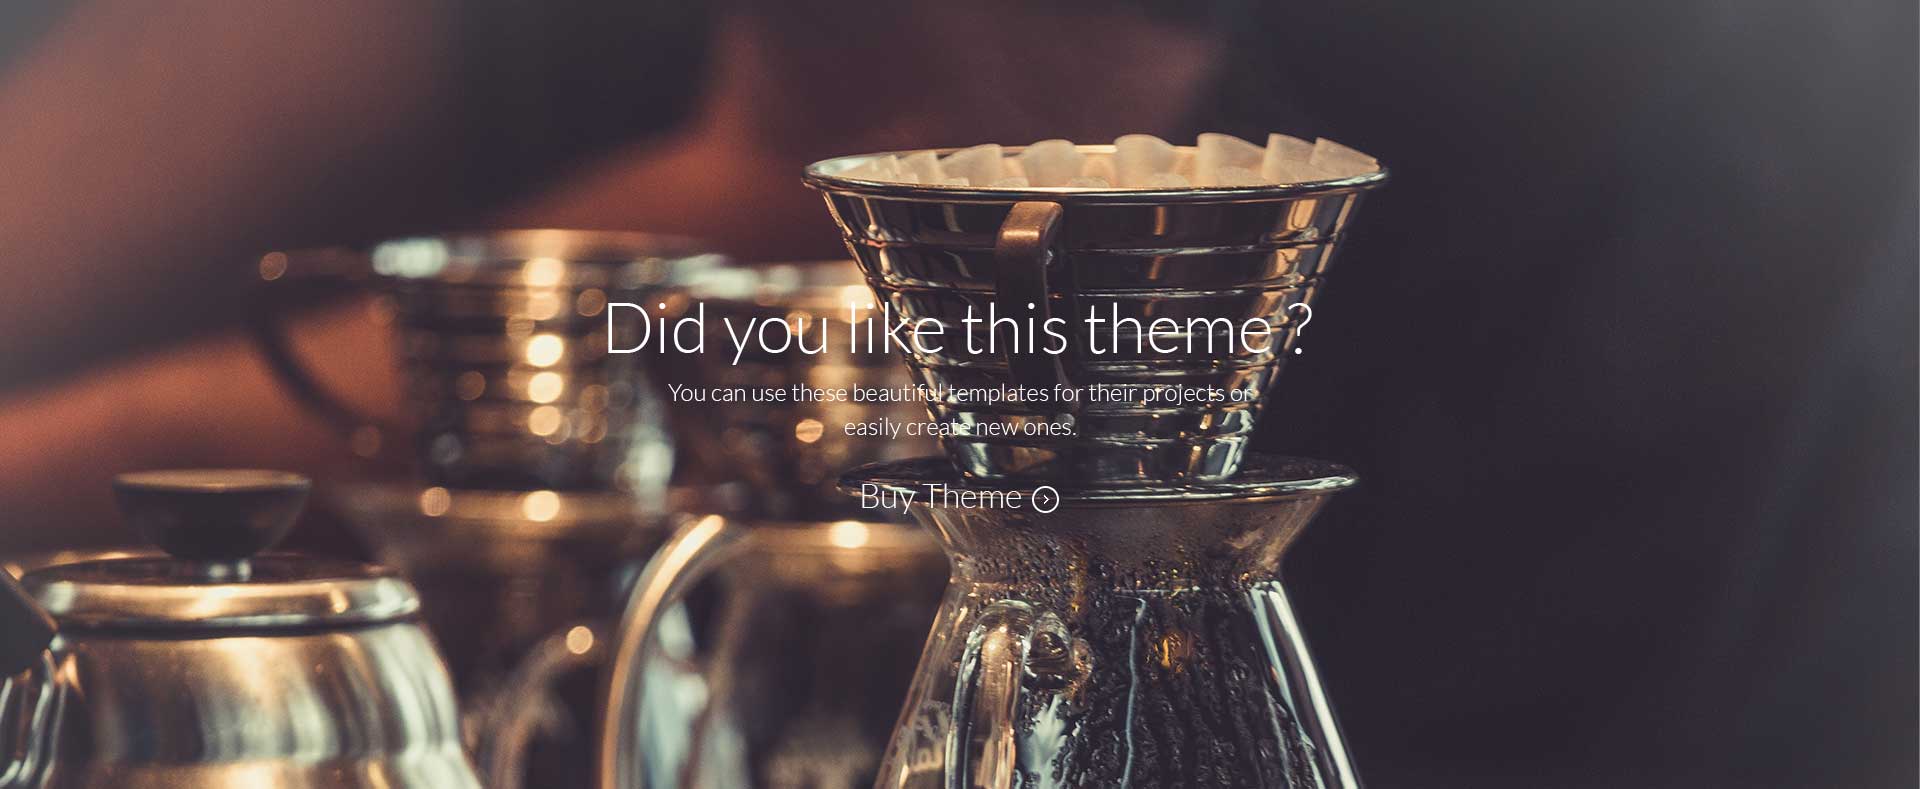 Did you like this theme ?
You can use these beautiful templates for their projects or
easily create new ones.
Buy Theme